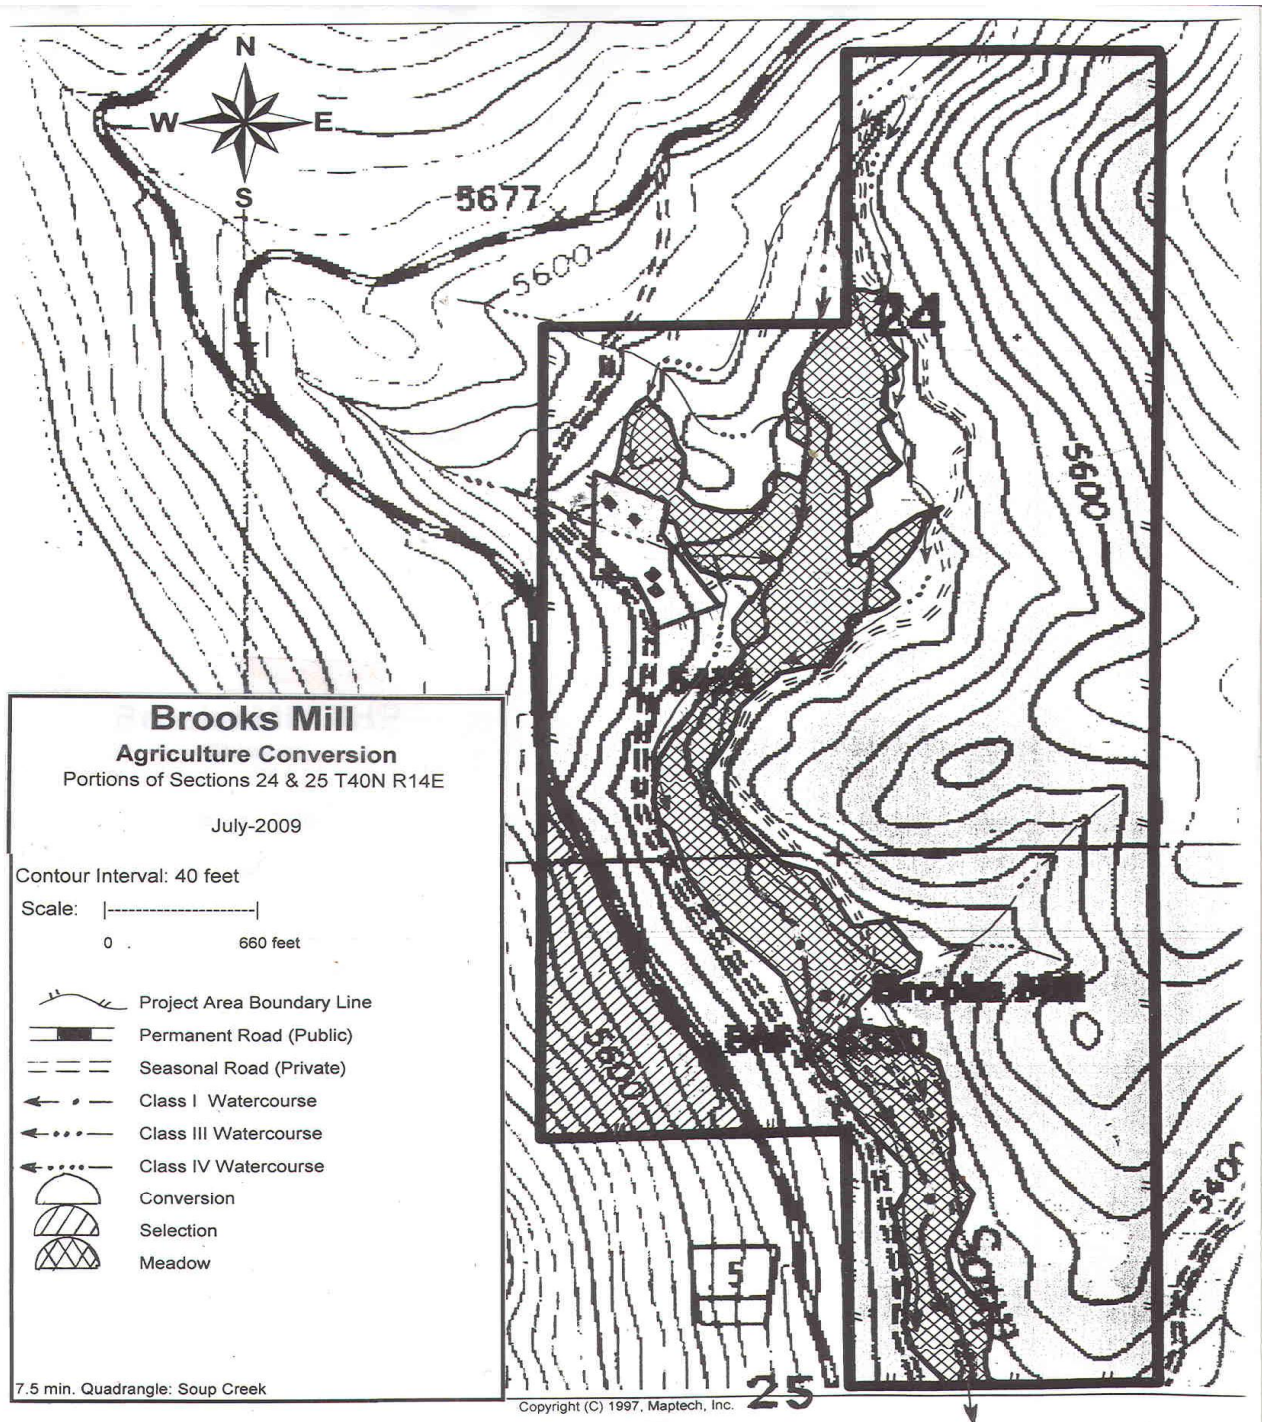 N
W E
S
5677
5600
24
5600
Brooks Mill
Agriculture Conversion
Portions of Sections 24 & 25 T40N R14E
July-2009
Contour Interval: 40 feet
Scale: |--------------------|
0 660 feet
Project Area Boundary Line
Permanent Road (Public)
Seasonal Road (Private)
Class I Watercourse
Class III Watercourse
Class IV Watercourse
Conversion
Selection
Meadow
7.5 min. Quadrangle: Soup Creek
Brooks Mill
5600
5400
South
S
25
Copyright (C) 1997, Maptech, Inc.